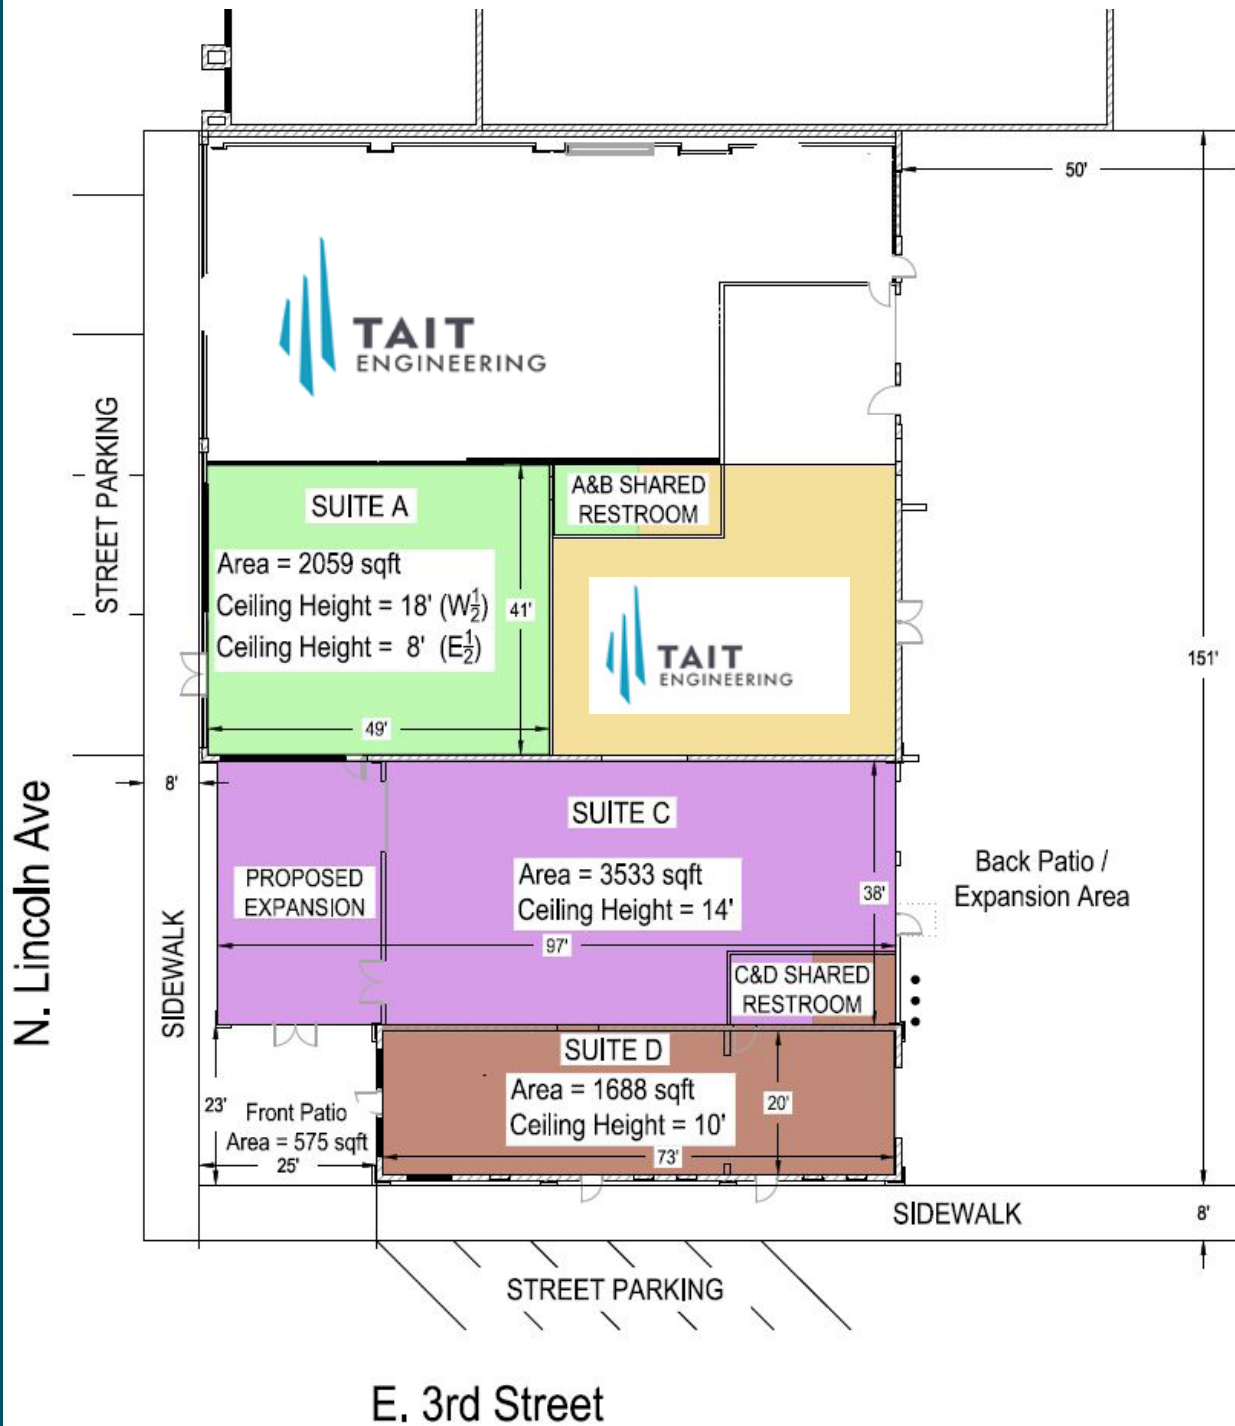 50'
TAIT
ENGINEERING
STREET PARKING
SUITE A
Area = 2059 sqft
Ceiling Height = 18' (W½)
Ceiling Height = 8' (E½)
41'
49'
A&B SHARED
RESTROOM
TAIT
ENGINEERING
151'
8'
N. Lincoln Ave
SIDEWALK
PROPOSED
EXPANSION
SUITE C
Area = 3533 sqft
Ceiling Height = 14'
38'
97'
C&D SHARED
RESTROOM
Back Patio /
Expansion Area
23'
Front Patio
Area = 575 sqft
25'
SUITE D
Area = 1688 sqft
Ceiling Height = 10'
20'
73'
SIDEWALK
8'
STREET PARKING
E. 3rd Street